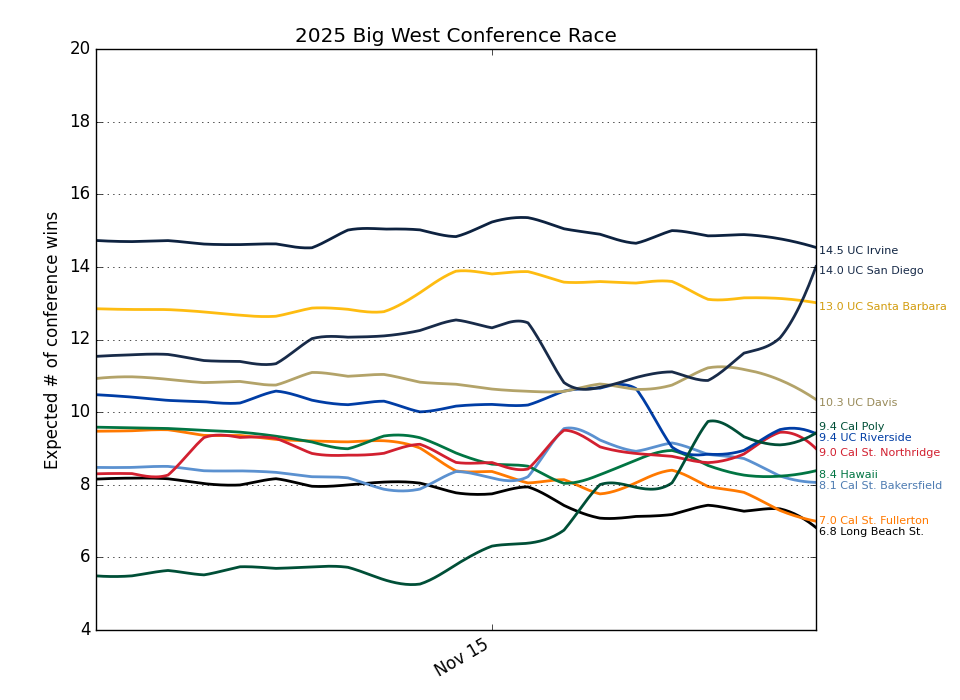 2025 Big West Conference Race
Expected # of conference wins
20
18
16
14
12
10
8
6
4
Nov 15
14.5 UC Irvine
14.0 UC San Diego
13.0 UC Santa Barbara
10.3 UC Davis
9.4 Cal Poly
9.4 UC Riverside
9.0 Cal St. Northridge
8.4 Hawaii
8.1 Cal St. Bakersfield
7.0 Cal St. Fullerton
6.8 Long Beach St.